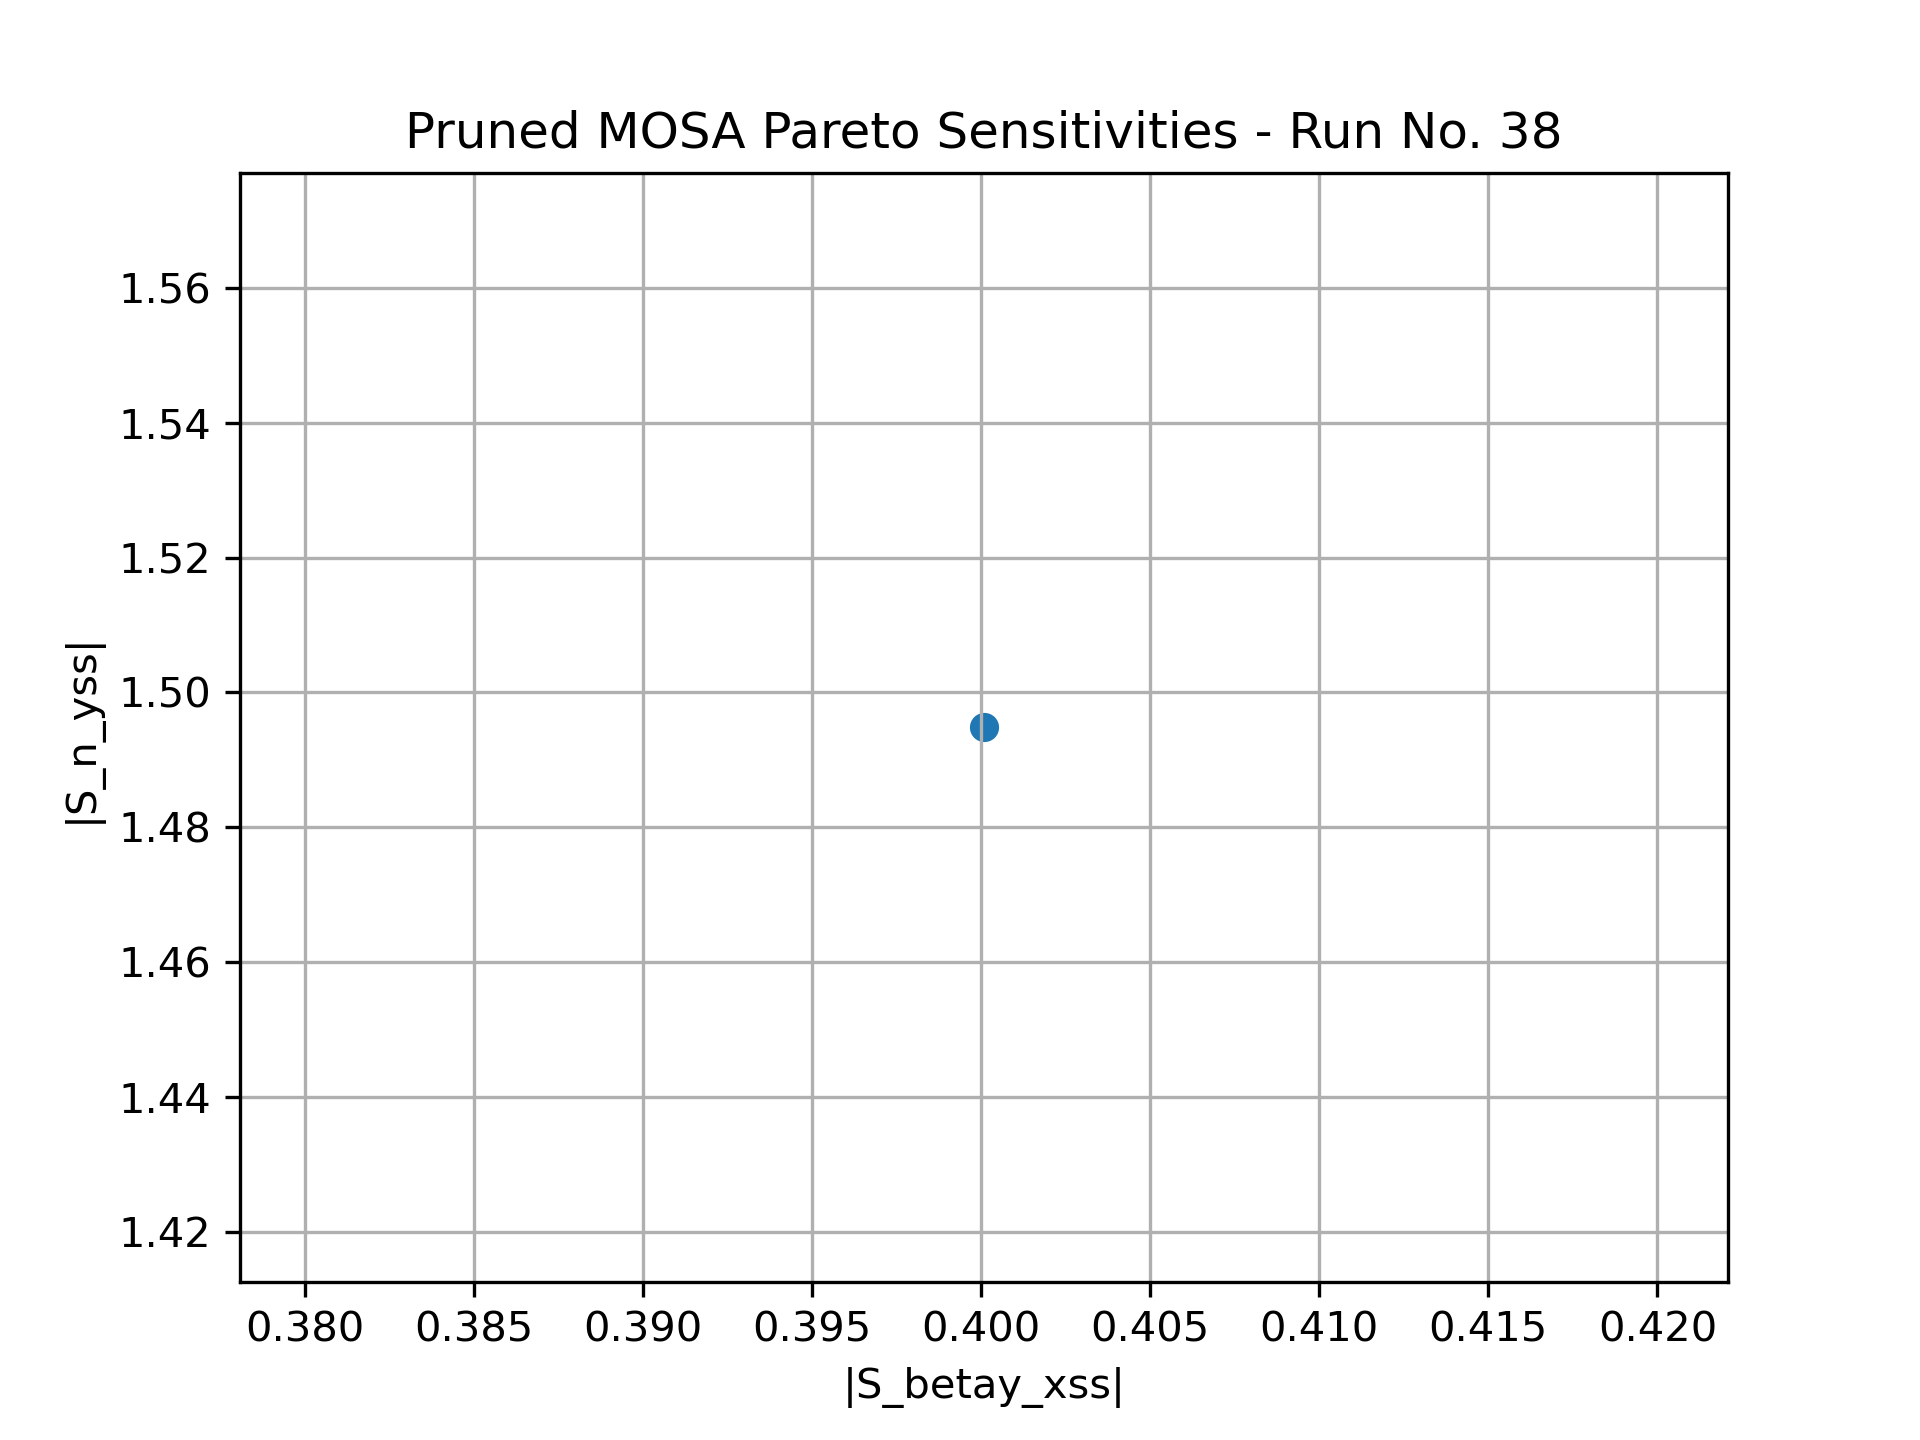 Pruned MOSA Pareto Sensitivities - Run No. 38
|S_n_yss|
1.56
1.54
1.52
1.50
1.48
1.46
1.44
1.42
0.380 0.385 0.390 0.395 0.400 0.405 0.410 0.415 0.420
|S_betay_xss|